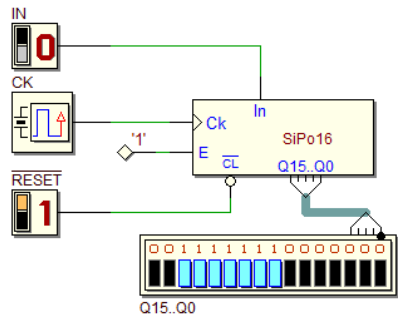 IN
0
CK
In
Ck
SiPo16
'1'
E
CL
Q15..Q0
RESET
1
0 0 1 1 1 1 1 1 1 0 0 0 0 0 0 0
Q15..Q0